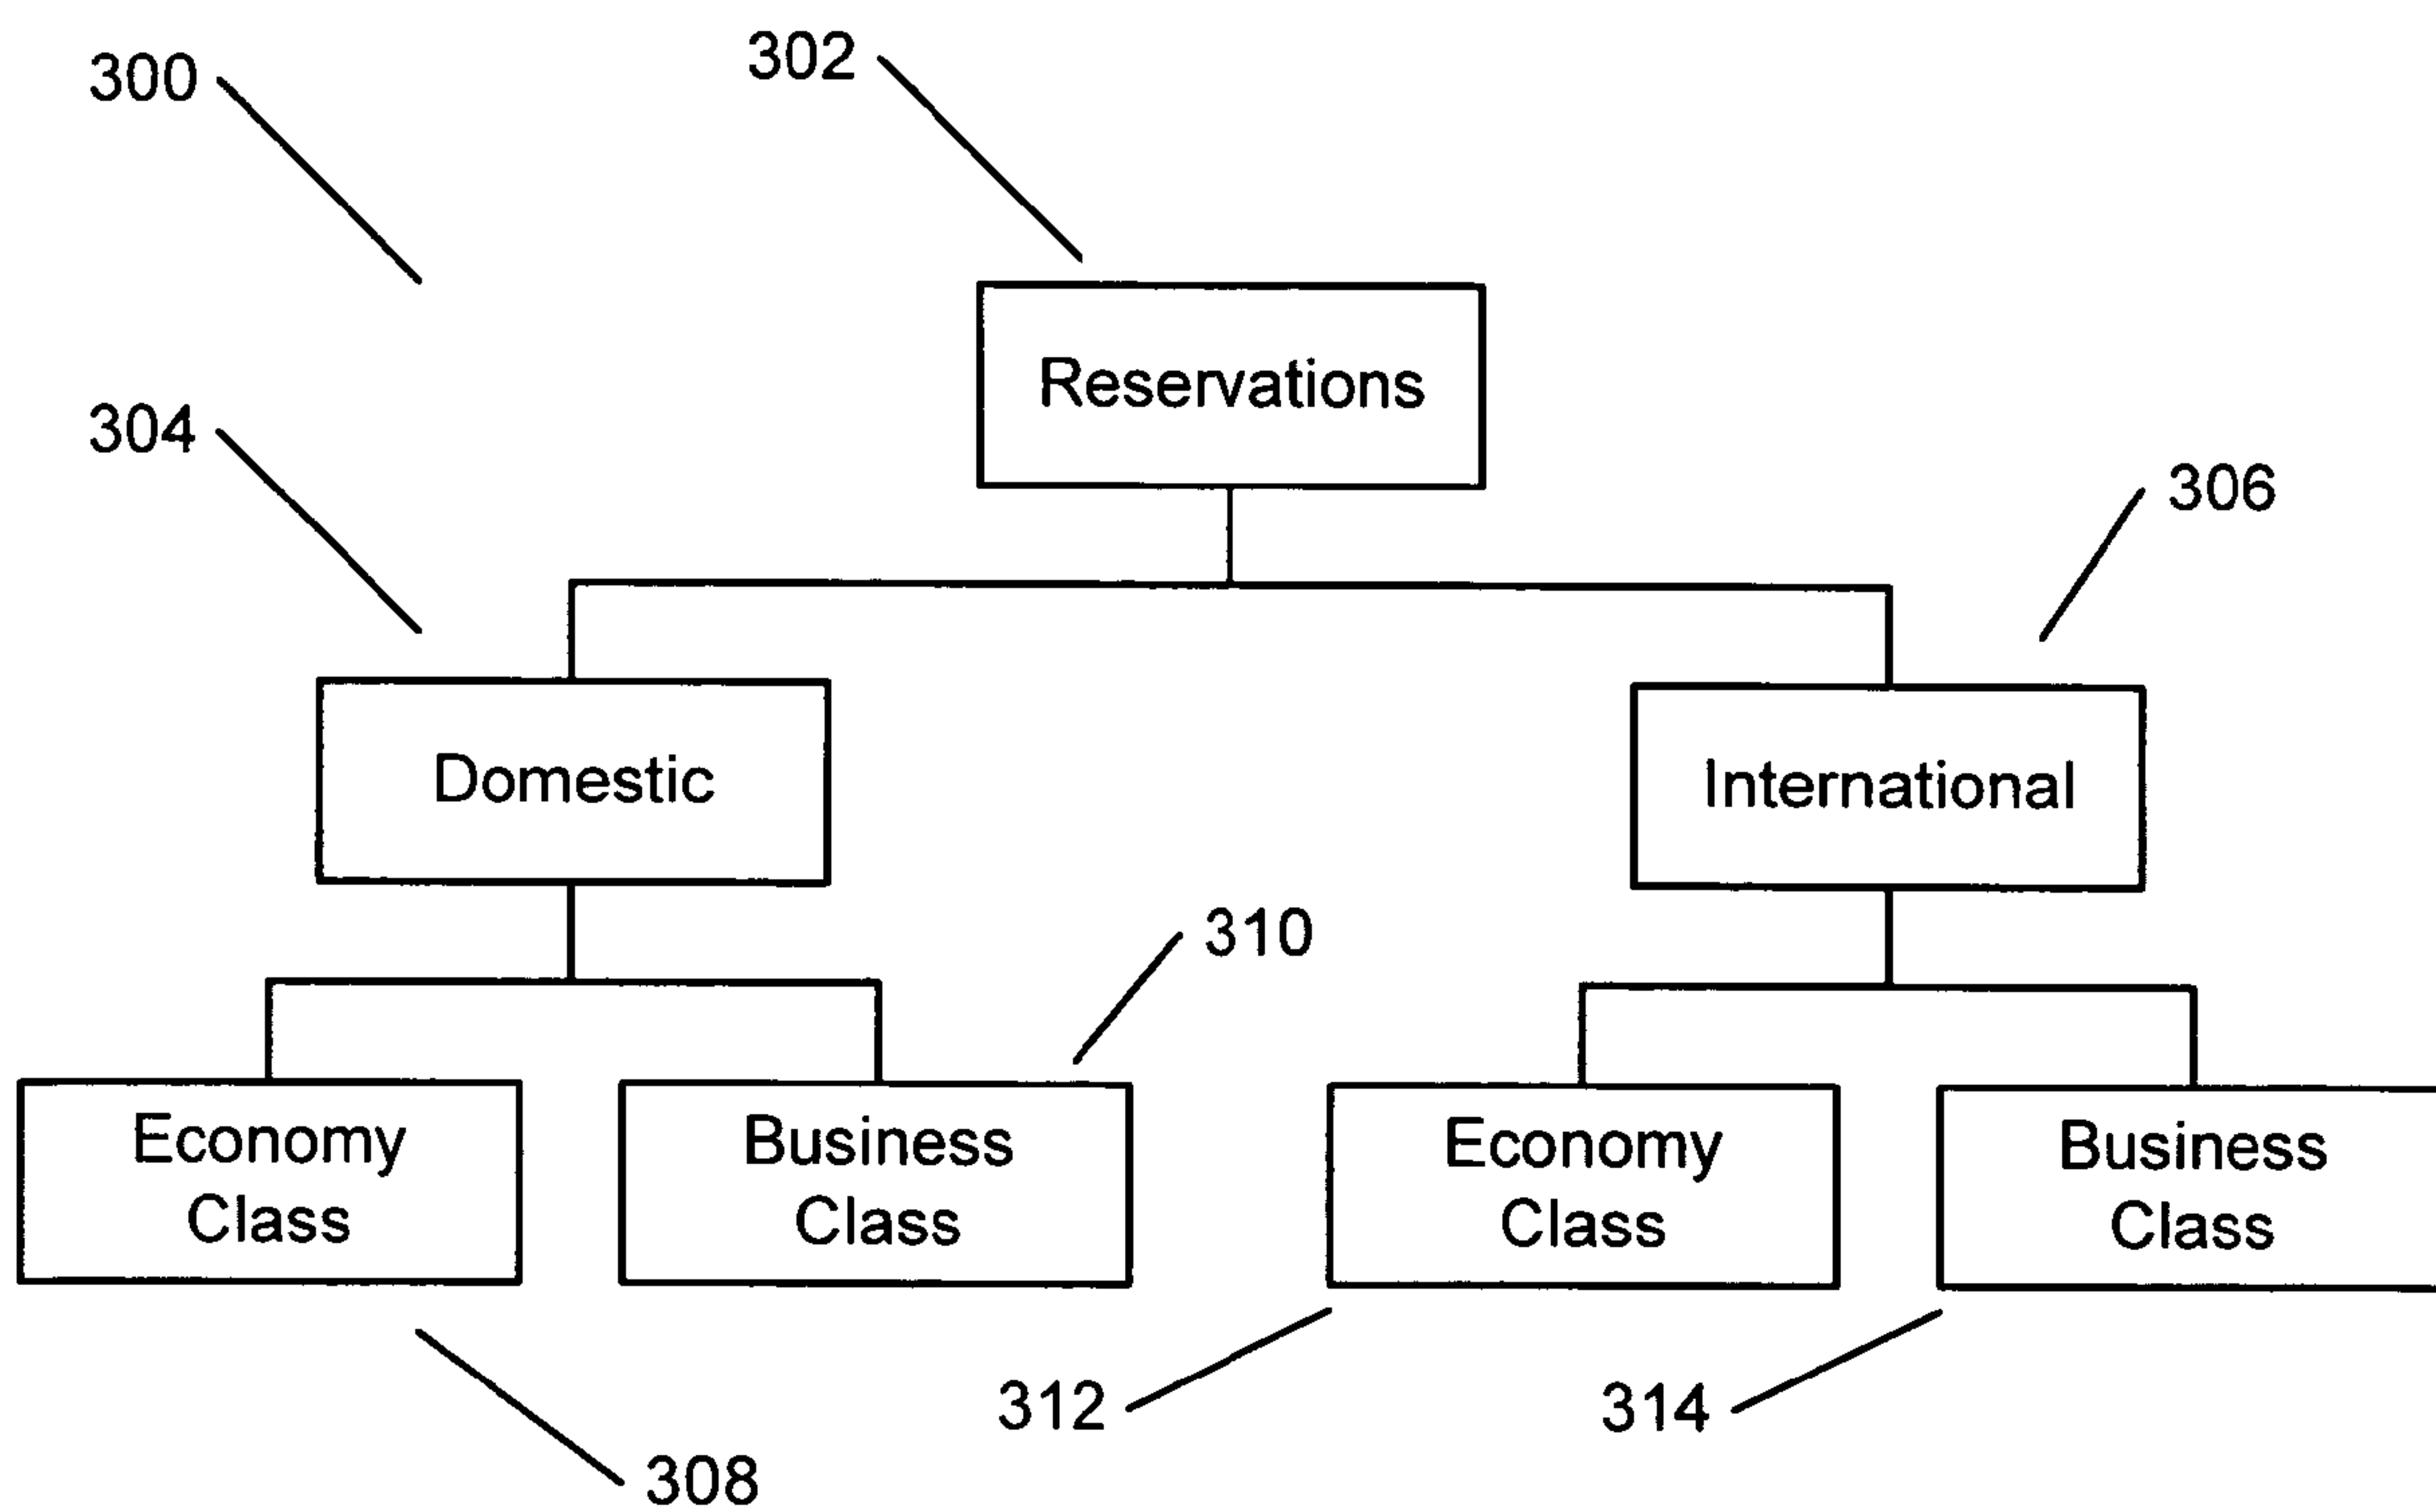 300
302
Reservations
304
306
Domestic
International
310
Economy
Class
Business
Class
Economy
Class
Business
Class
312
314
308